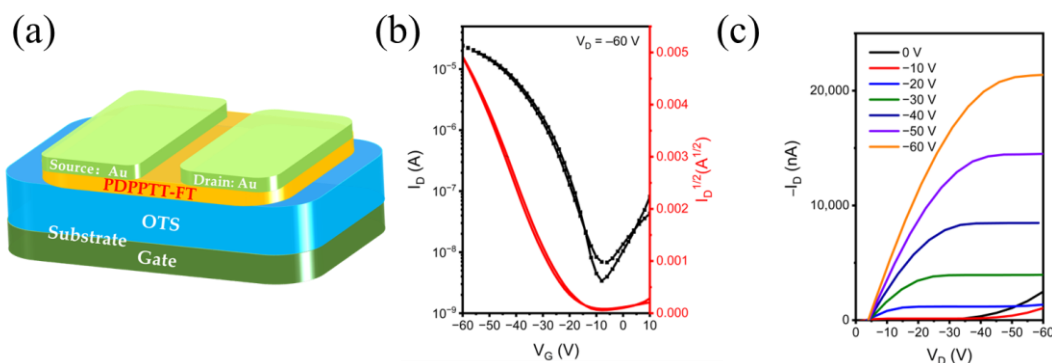 (a)
Source: Au
Drain: Au
PDPPTT-FT
OTS
Substrate
Gate
(b)
V_D = −60 V
10⁻⁵
10⁻⁶
10⁻⁷
10⁻⁸
10⁻⁹
I_D (A)
0.005
0.004
0.003
0.002
0.001
0.000
I_D^1/2(A^1/2)
−60 −50 −40 −30 −20 −10 0 10
V_G (V)
(c)
0 V
−10 V
−20 V
−30 V
−40 V
−50 V
−60 V
20,000
10,000
0
−I_D (nA)
0 −10 −20 −30 −40 −50 −60
V_D (V)